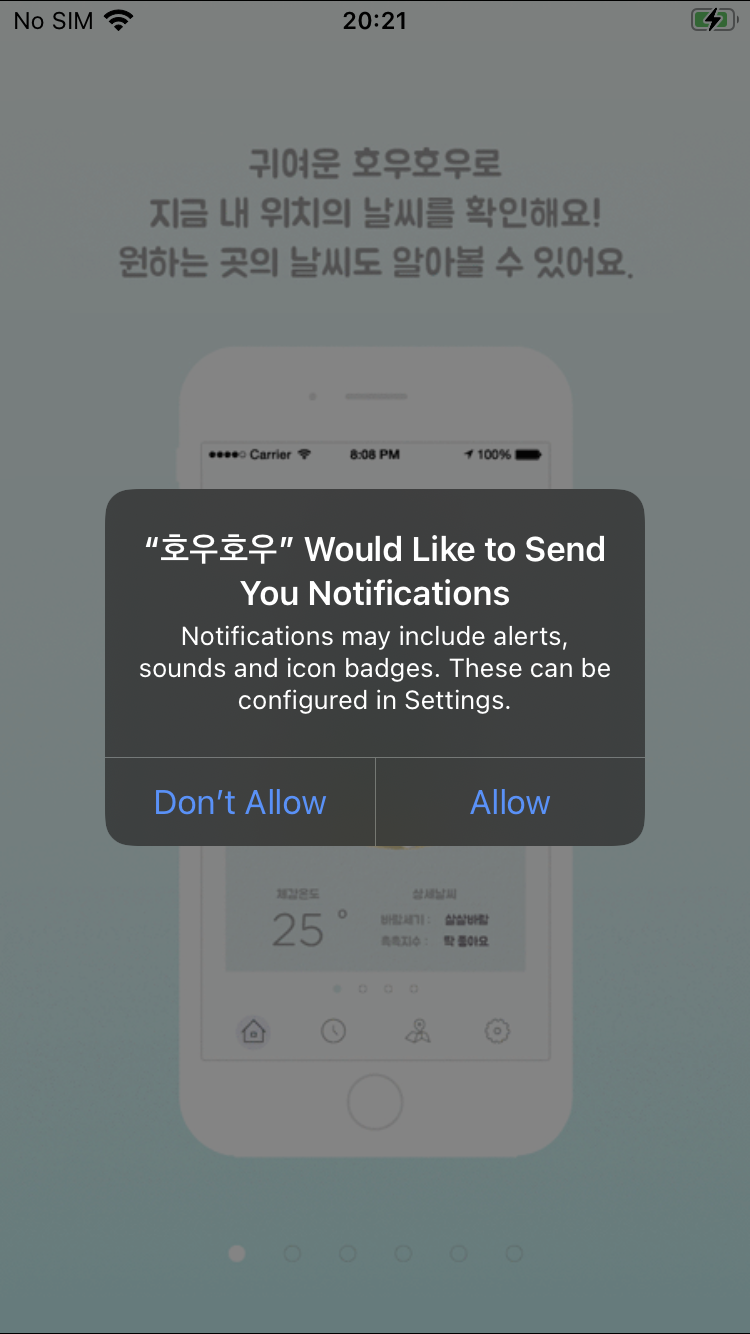 No SIM 20:21
귀여운 호우호우로
지금 내 위치의 날씨를 확인해요!
원하는 곳의 날씨도 알아볼 수 있어요.
Carrier 8:08 PM 100%
“호우호우” Would Like to Send
You Notifications
Notifications may include alerts,
sounds and icon badges. These can be
configured in Settings.
Don’t Allow Allow
체감온도 상세날씨
25° 바람세기 : 살살바람
촉촉지수 : 딱 좋아요